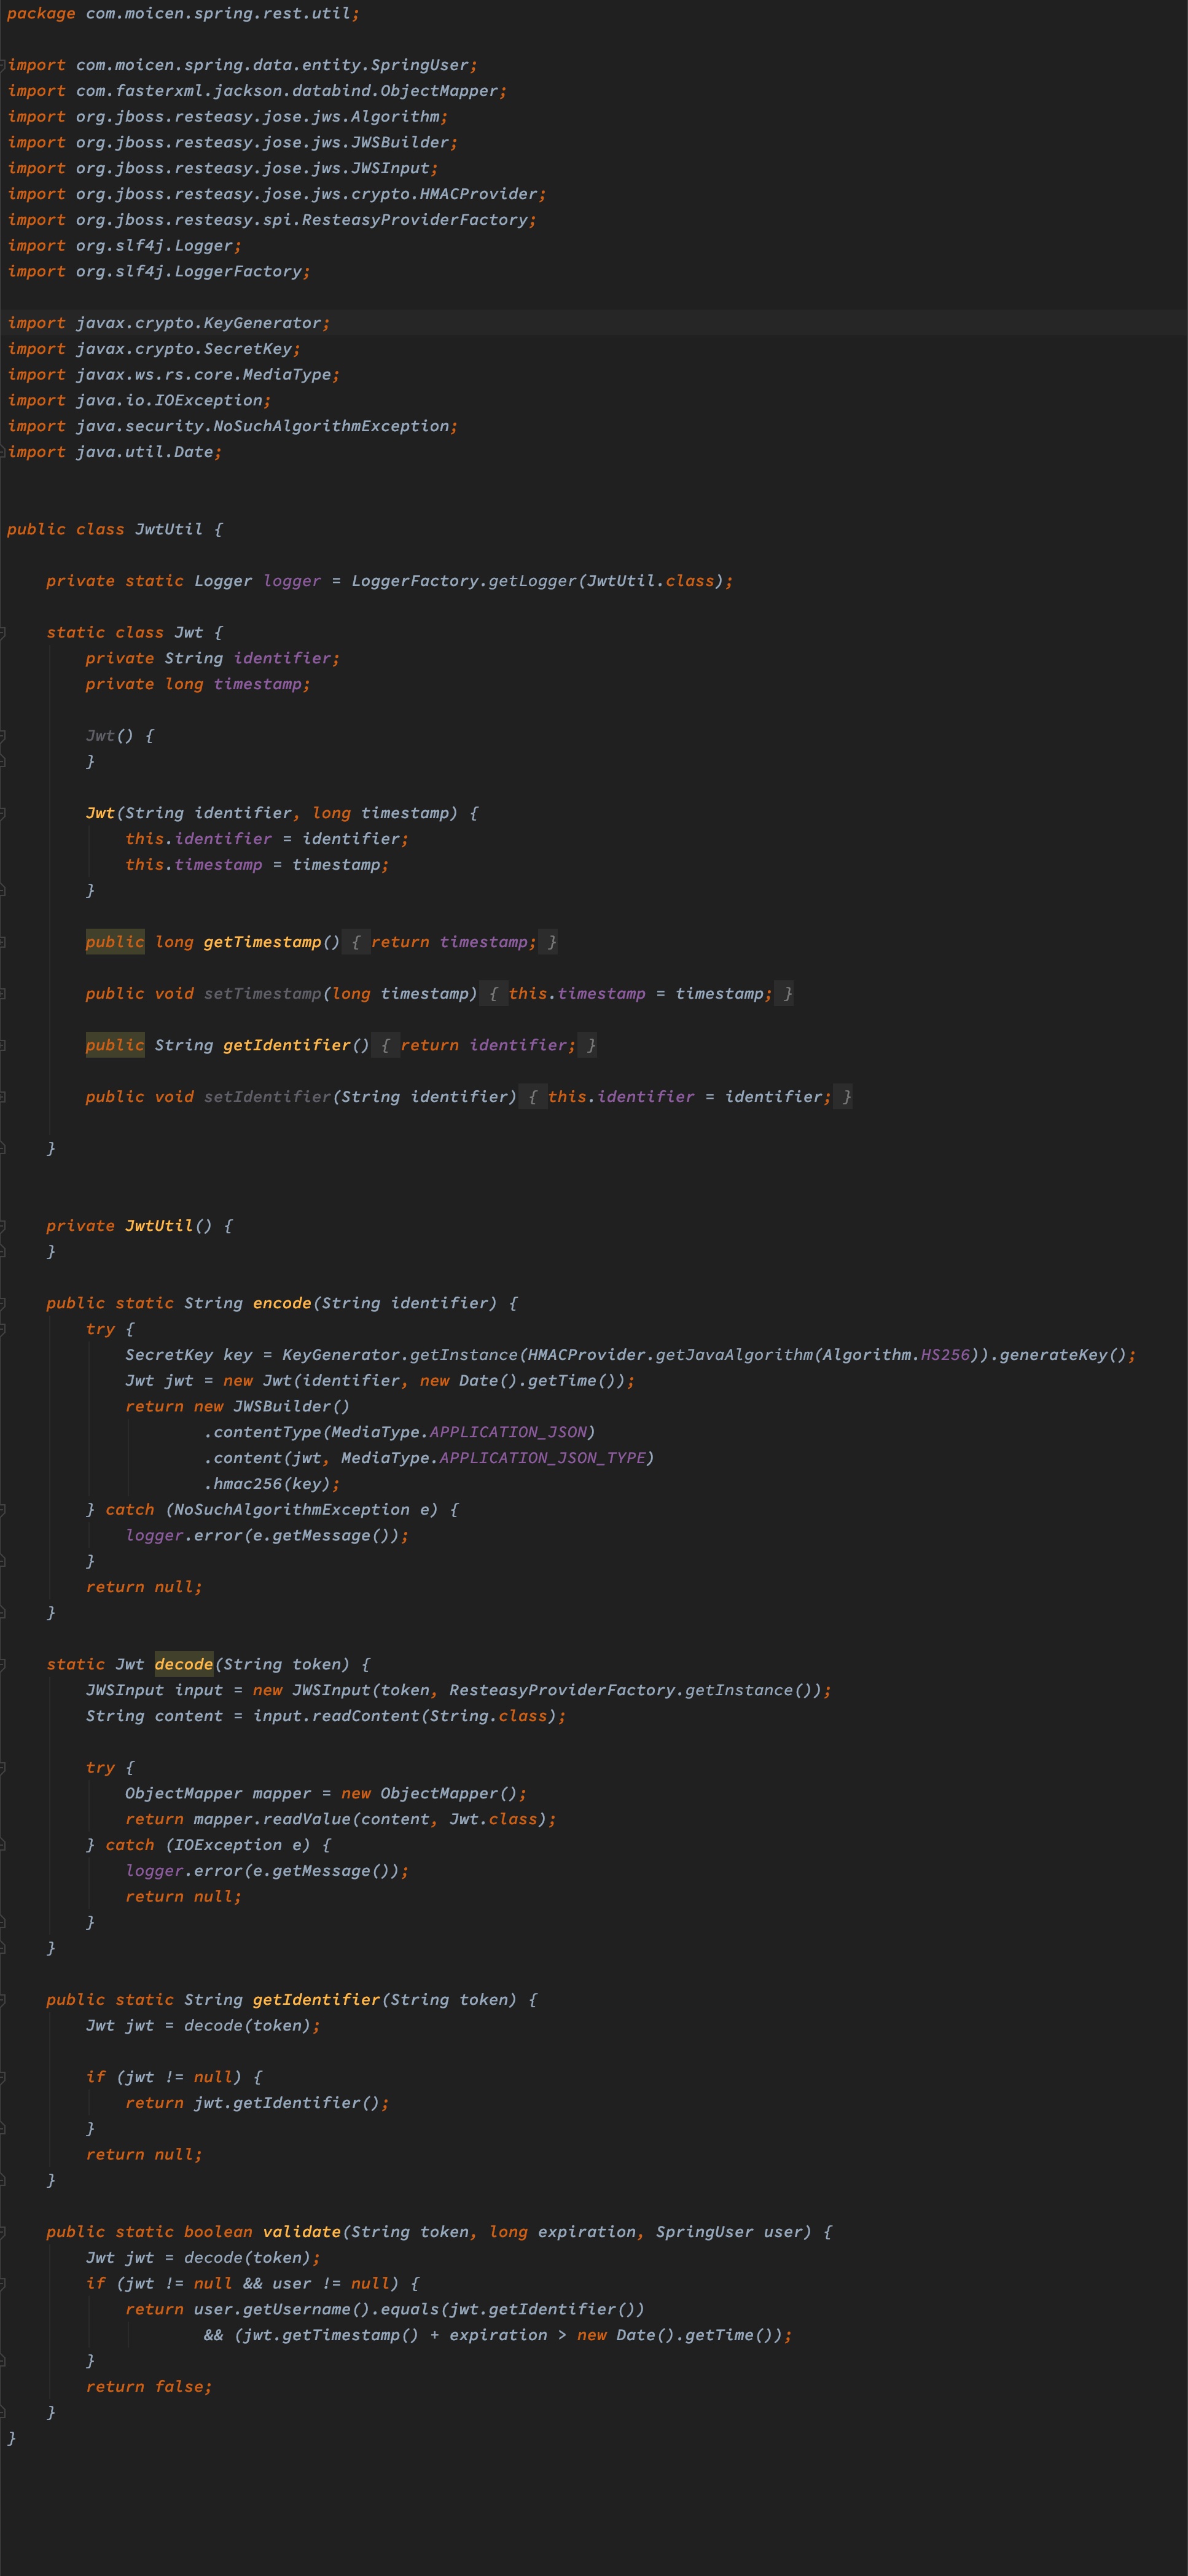 package com.moicen.spring.rest.util;
import com.moicen.spring.data.entity.SpringUser;
import com.fasterxml.jackson.databind.ObjectMapper;
import org.jboss.resteasy.jose.jws.Algorithm;
import org.jboss.resteasy.jose.jws.JWSBuilder;
import org.jboss.resteasy.jose.jws.JWSInput;
import org.jboss.resteasy.jose.jws.crypto.HMACProvider;
import org.jboss.resteasy.spi.ResteasyProviderFactory;
import org.slf4j.Logger;
import org.slf4j.LoggerFactory;
import javax.crypto.KeyGenerator;
import javax.crypto.SecretKey;
import javax.ws.rs.core.MediaType;
import java.io.IOException;
import java.security.NoSuchAlgorithmException;
import java.util.Date;
public class JwtUtil {
    private static Logger logger = LoggerFactory.getLogger(JwtUtil.class);
    static class Jwt {
        private String identifier;
        private long timestamp;
        Jwt() {
        }
        Jwt(String identifier, long timestamp) {
            this.identifier = identifier;
            this.timestamp = timestamp;
        }
        public long getTimestamp() { return timestamp; }
        public void setTimestamp(long timestamp) { this.timestamp = timestamp; }
        public String getIdentifier() { return identifier; }
        public void setIdentifier(String identifier) { this.identifier = identifier; }
    }
    private JwtUtil() {
    }
    public static String encode(String identifier) {
        try {
            SecretKey key = KeyGenerator.getInstance(HMACProvider.getJavaAlgorithm(Algorithm.HS256)).generateKey();
            Jwt jwt = new Jwt(identifier, new Date().getTime());
            return new JWSBuilder()
                    .contentType(MediaType.APPLICATION_JSON)
                    .content(jwt, MediaType.APPLICATION_JSON_TYPE)
                    .hmac256(key);
        } catch (NoSuchAlgorithmException e) {
            logger.error(e.getMessage());
        }
        return null;
    }
    static Jwt decode(String token) {
        JWSInput input = new JWSInput(token, ResteasyProviderFactory.getInstance());
        String content = input.readContent(String.class);
        try {
            ObjectMapper mapper = new ObjectMapper();
            return mapper.readValue(content, Jwt.class);
        } catch (IOException e) {
            logger.error(e.getMessage());
            return null;
        }
    }
    public static String getIdentifier(String token) {
        Jwt jwt = decode(token);
        if (jwt != null) {
            return jwt.getIdentifier();
        }
        return null;
    }
    public static boolean validate(String token, long expiration, SpringUser user) {
        Jwt jwt = decode(token);
        if (jwt != null && user != null) {
            return user.getUsername().equals(jwt.getIdentifier())
                    && (jwt.getTimestamp() + expiration > new Date().getTime());
        }
        return false;
    }
}